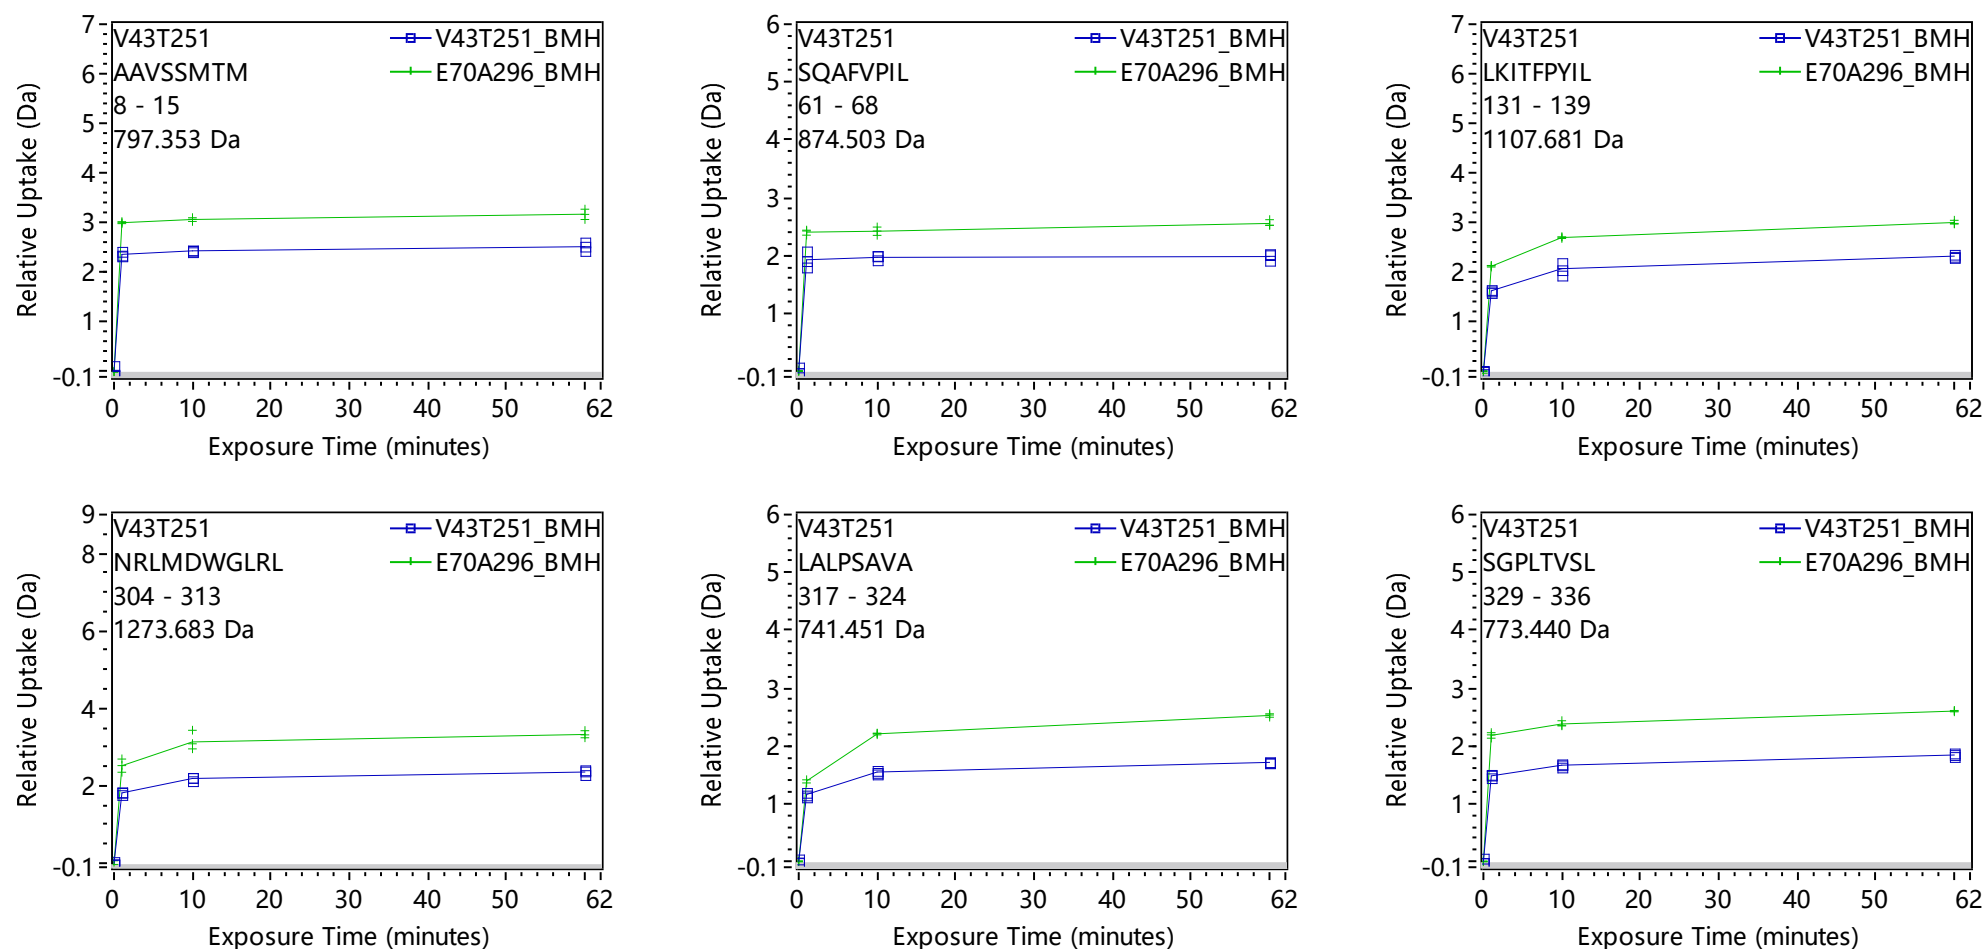 V43T251
AAVSSMTM
8 - 15
797.353 Da
V43T251_BMH
E70A296_BMH
Relative Uptake (Da)
7
6
5
4
3
2
1
-0.1
0 10 20 30 40 50 62
Exposure Time (minutes)
V43T251
SQAFVPIL
61 - 68
874.503 Da
V43T251_BMH
E70A296_BMH
Relative Uptake (Da)
6
5
4
3
2
1
-0.1
0 10 20 30 40 50 62
Exposure Time (minutes)
V43T251
LKITFPYIL
131 - 139
1107.681 Da
V43T251_BMH
E70A296_BMH
Relative Uptake (Da)
7
6
5
4
3
2
1
-0.1
0 10 20 30 40 50 62
Exposure Time (minutes)
V43T251
NRLMDWGLRL
304 - 313
1273.683 Da
V43T251_BMH
E70A296_BMH
Relative Uptake (Da)
9
8
6
4
2
-0.1
0 10 20 30 40 50 62
Exposure Time (minutes)
V43T251
LALPSAVA
317 - 324
741.451 Da
V43T251_BMH
E70A296_BMH
Relative Uptake (Da)
6
5
4
3
2
1
-0.1
0 10 20 30 40 50 62
Exposure Time (minutes)
V43T251
SGPLTVSL
329 - 336
773.440 Da
V43T251_BMH
E70A296_BMH
Relative Uptake (Da)
6
5
4
3
2
1
-0.1
0 10 20 30 40 50 62
Exposure Time (minutes)